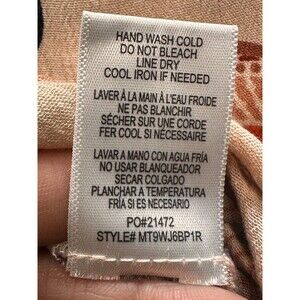 HAND WASH COLD
DO NOT BLEACH
LINE DRY
COOL IRON IF NEEDED
LAVER À LA MAIN À L'EAU FROIDE
NE PAS BLANCHIR
SÉCHER SUR UNE CORDE
FER COOL SI NÉCESSAIRE
LAVAR A MANO CON AGUA FRÍA
NO USAR BLANQUEADOR
SECAR COLGADO
PLANCHAR A TEMPERATURA
FRÍA SI ES NECESARIO
PO#21472
STYLE# MT9WJ6BP1R